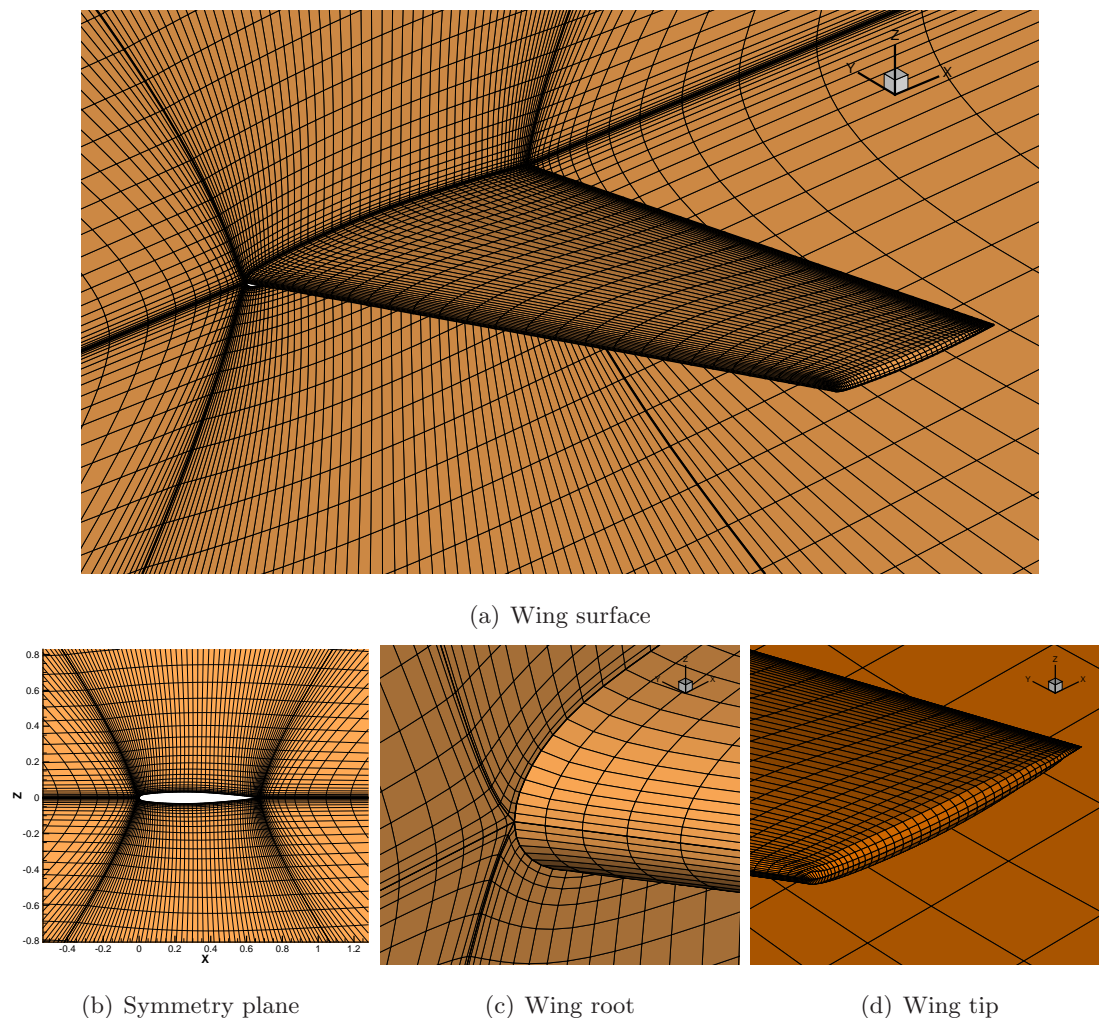 Z
Y
X
(a) Wing surface
0.8
0.6
0.4
0.2
0
-0.2
-0.4
-0.6
-0.8
Z
-0.4 -0.2 0 0.2 0.4 0.6 0.8 1 1.2
X
Z
Y
X
Z
Y
X
(b) Symmetry plane
(c) Wing root
(d) Wing tip